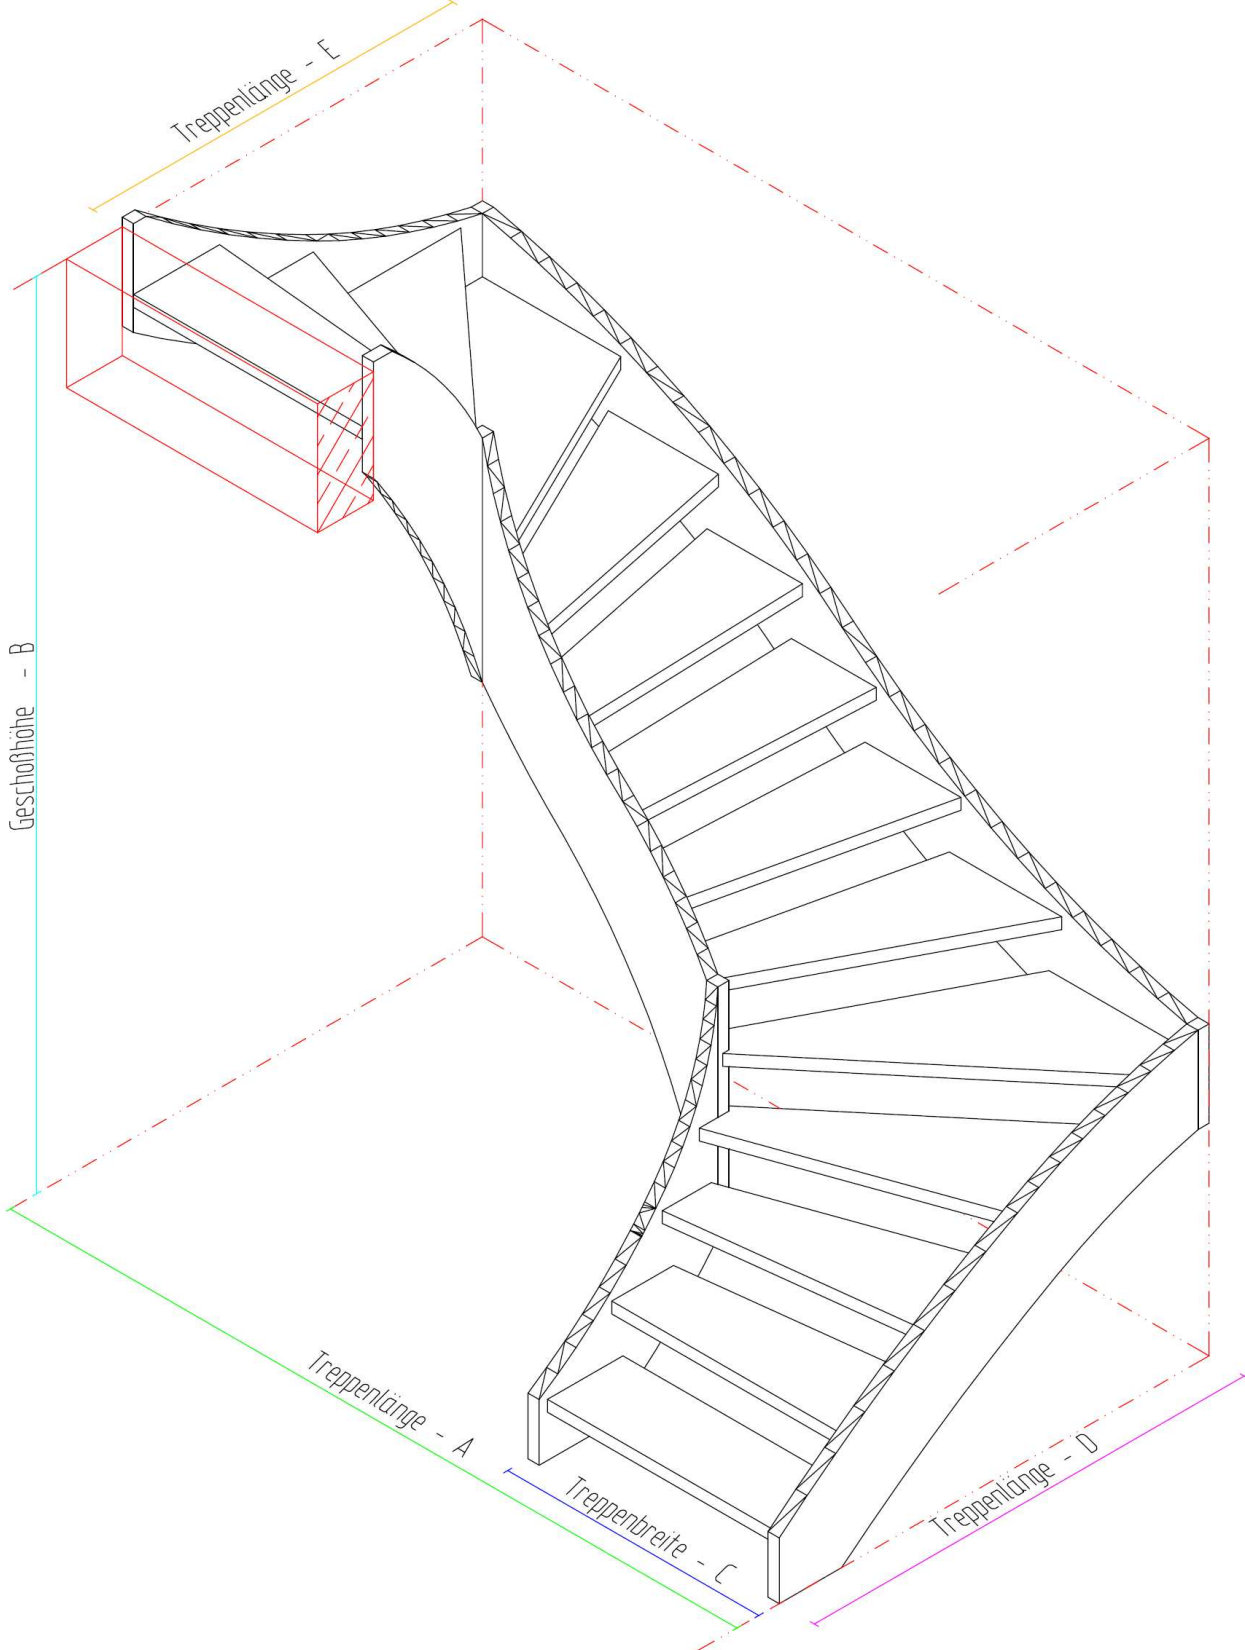 Treppenlänge - E
Geschoßhöhe - B
Treppenlänge - A
Treppenbreite - C
Treppenlänge - D